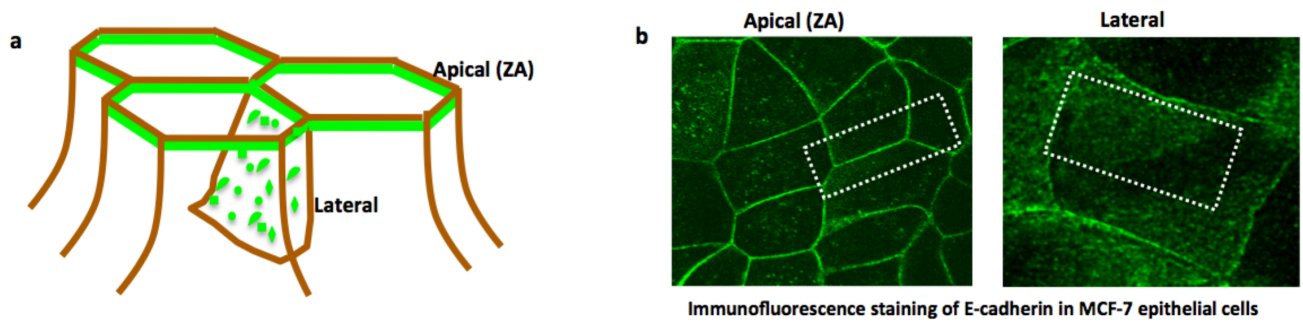 a
Apical (ZA)
Lateral
b
Apical (ZA)
Lateral
Immunofluorescence staining of E-cadherin in MCF-7 epithelial cells